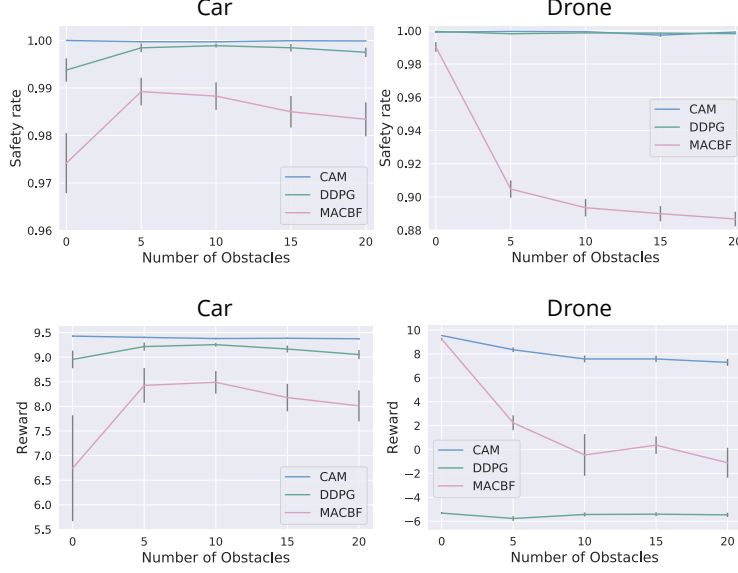 Car
Drone
Safety rate
1.00
0.99
0.98
0.97
0.96
0 5 10 15 20
Number of Obstacles
CAM
DDPG
MACBF
Safety rate
1.00
0.98
0.96
0.94
0.92
0.90
0.88
0 5 10 15 20
Number of Obstacles
CAM
DDPG
MACBF
Car
Drone
Reward
9.5
9.0
8.5
8.0
7.5
7.0
6.5
6.0
5.5
0 5 10 15 20
Number of Obstacles
CAM
DDPG
MACBF
Reward
10
8
6
4
2
0
−2
−4
−6
0 5 10 15 20
Number of Obstacles
CAM
DDPG
MACBF